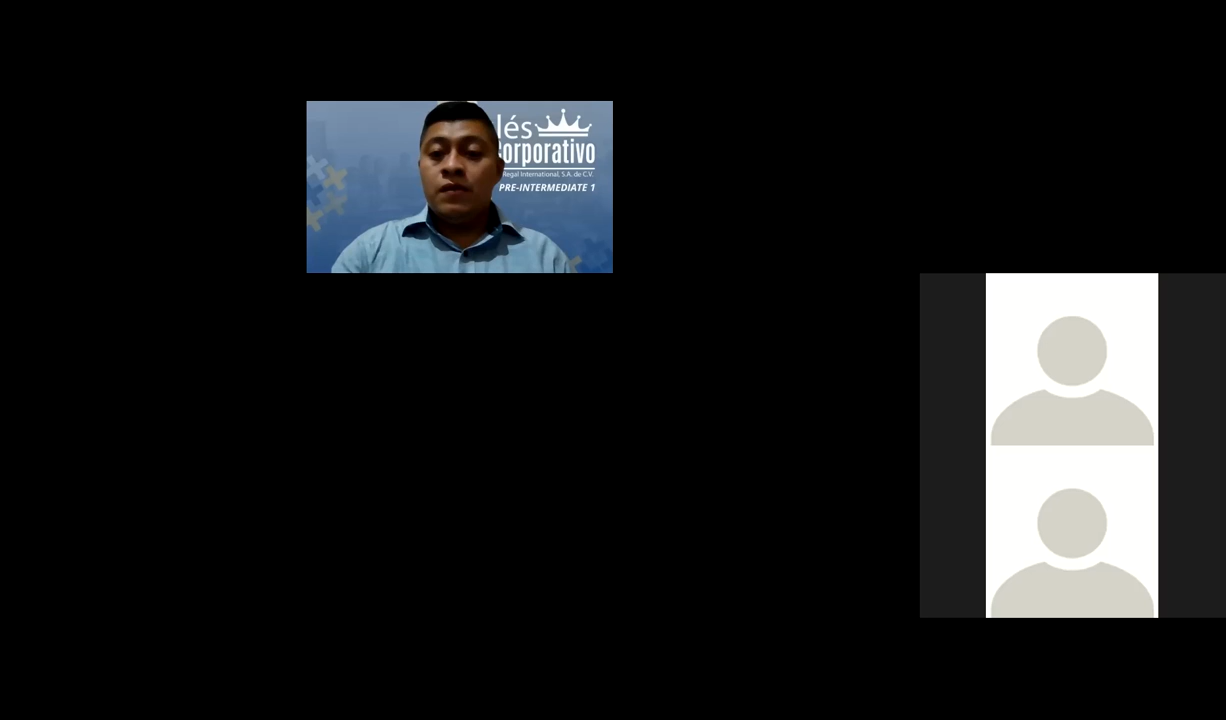 lés
orporativo
Regal International, S.A. de C.V.
PRE-INTERMEDIATE 1